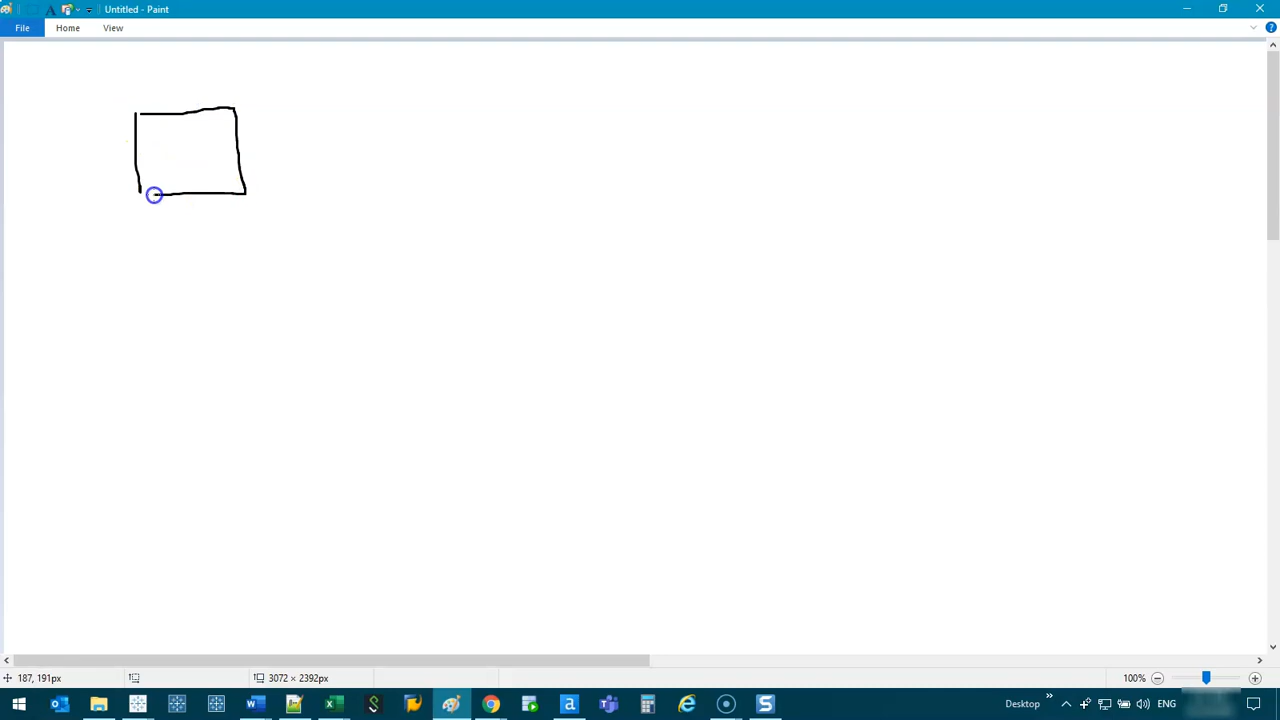 Untitled - Paint
File Home View
187, 191px 3072 × 2392px 100%
Desktop ENG